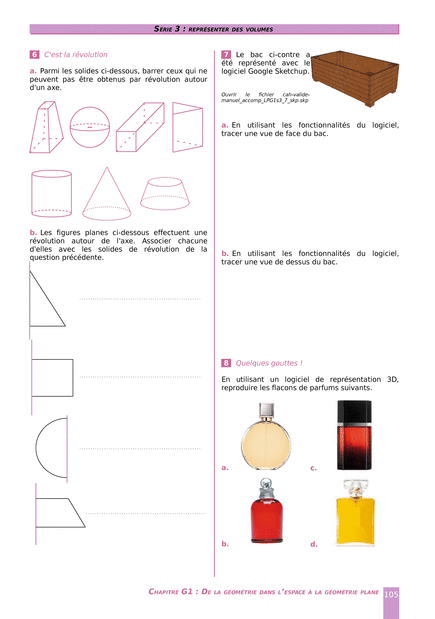 SÉRIE 3 : REPRÉSENTER DES VOLUMES
6 C'est la révolution
a. Parmi les solides ci-dessous, barrer ceux qui ne
peuvent pas être obtenus par révolution autour
d'un axe.
b. Les figures planes ci-dessous effectuent une
révolution autour de l'axe. Associer chacune
d'elles avec les solides de révolution de la
question précédente.
7 Le bac ci-contre a
été représenté avec le
logiciel Google Sketchup.
Ouvrir le fichier cah-valide-
manuel_accomp_LPG1s3_7_skp.skp
a. En utilisant les fonctionnalités du logiciel,
tracer une vue de face du bac.
b. En utilisant les fonctionnalités du logiciel,
tracer une vue de dessus du bac.
8 Quelques gouttes !
En utilisant un logiciel de représentation 3D,
reproduire les flacons de parfums suivants.
a.
c.
b.
d.
CHAPITRE G1 : DE LA GÉOMÉTRIE DANS L'ESPACE À LA GÉOMÉTRIE PLANE 105